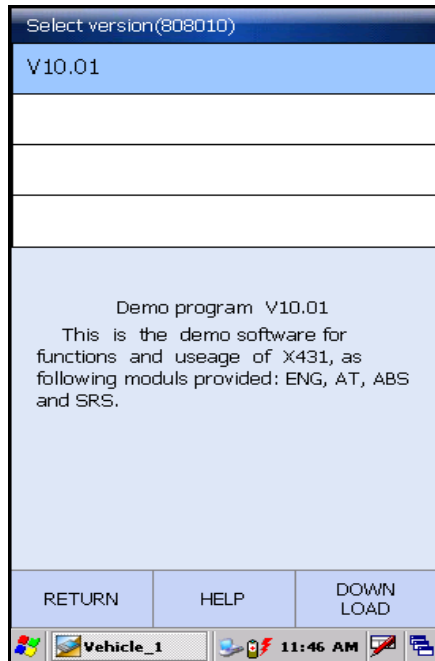 Select version(808010)
V10.01
Demo program V10.01
This is the demo software for
functions and useage of X431, as
following moduls provided: ENG, AT, ABS
and SRS.
RETURN
HELP
DOWN
LOAD
Vehicle_1
11:46 AM